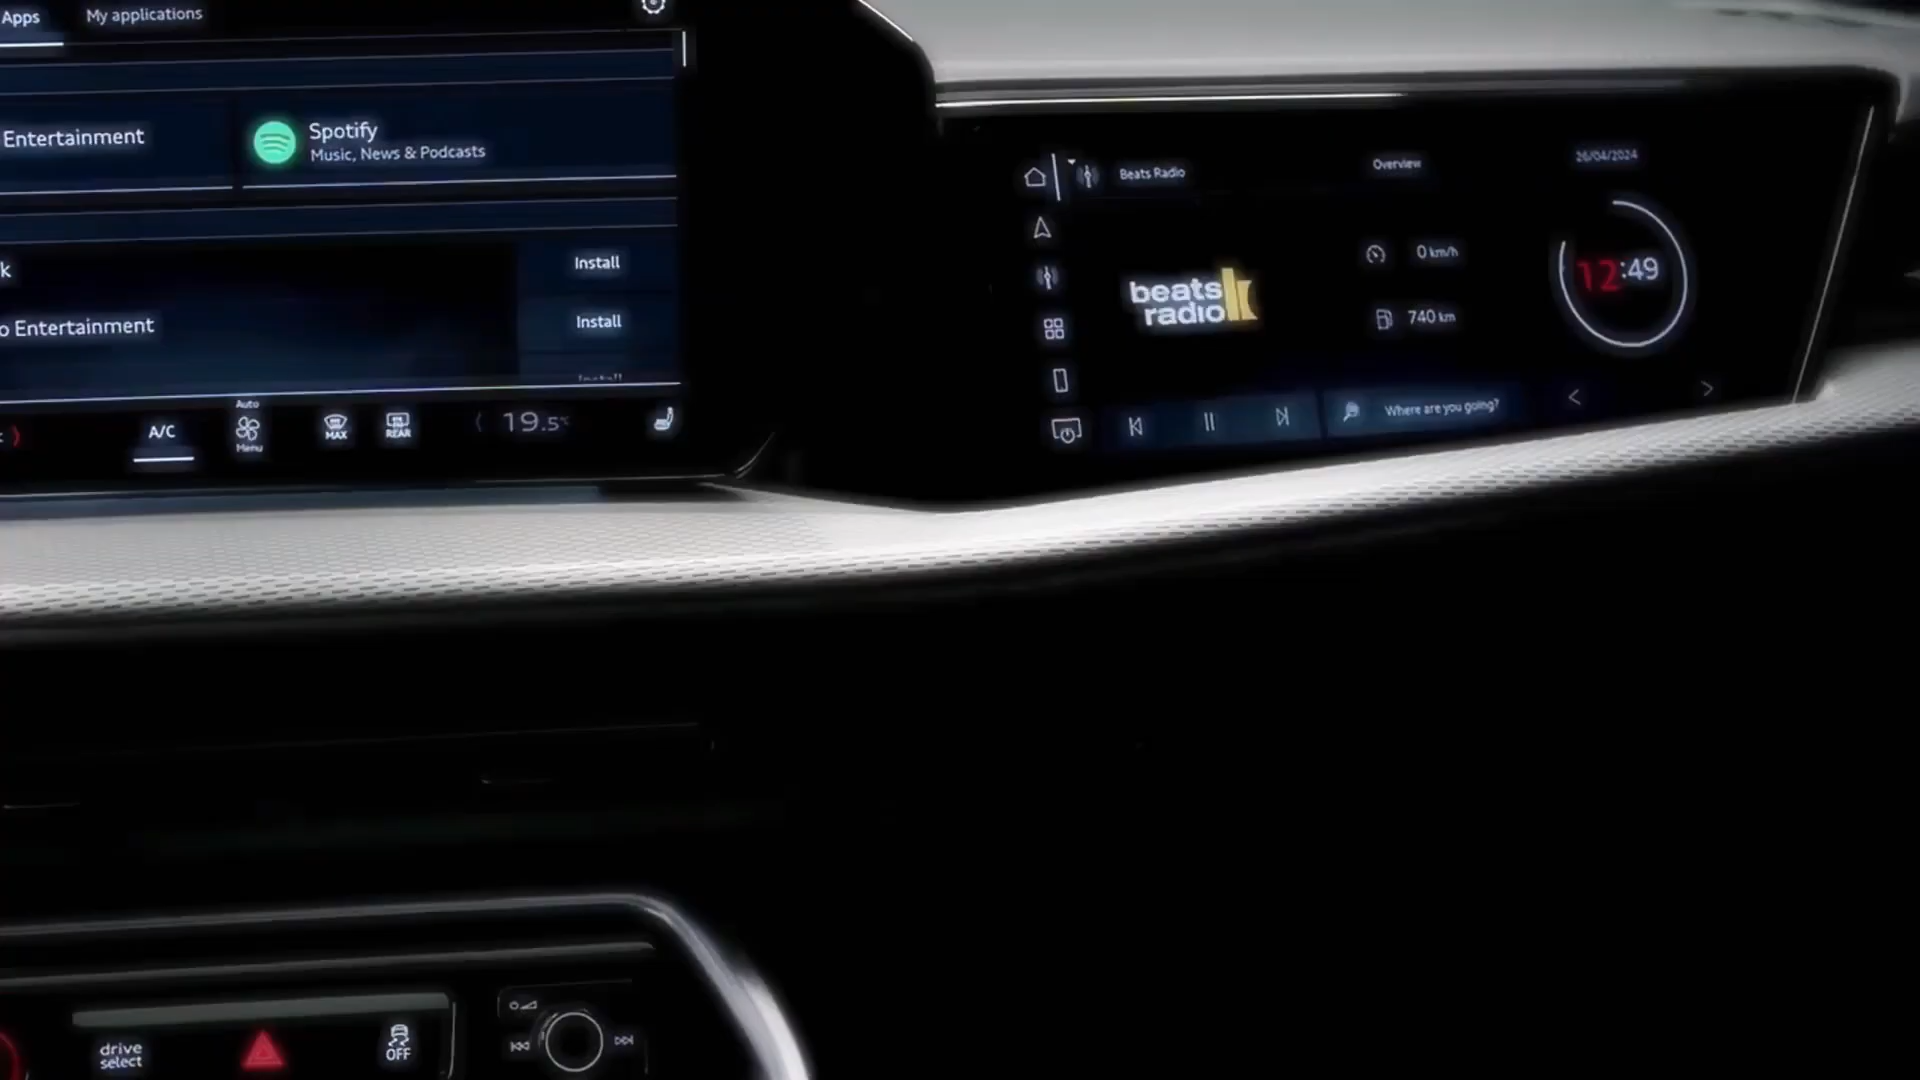 Apps
My applications
Entertainment
Spotify
Music, News & Podcasts
k
Install
o Entertainment
Install
Install
A/C
Auto
Menu
MAX
REAR
19.5°C
Beats Radio
Overview
26/04/2024
beats
radio
0 km/h
740 km
12:49
Where are you going?
drive
select
OFF